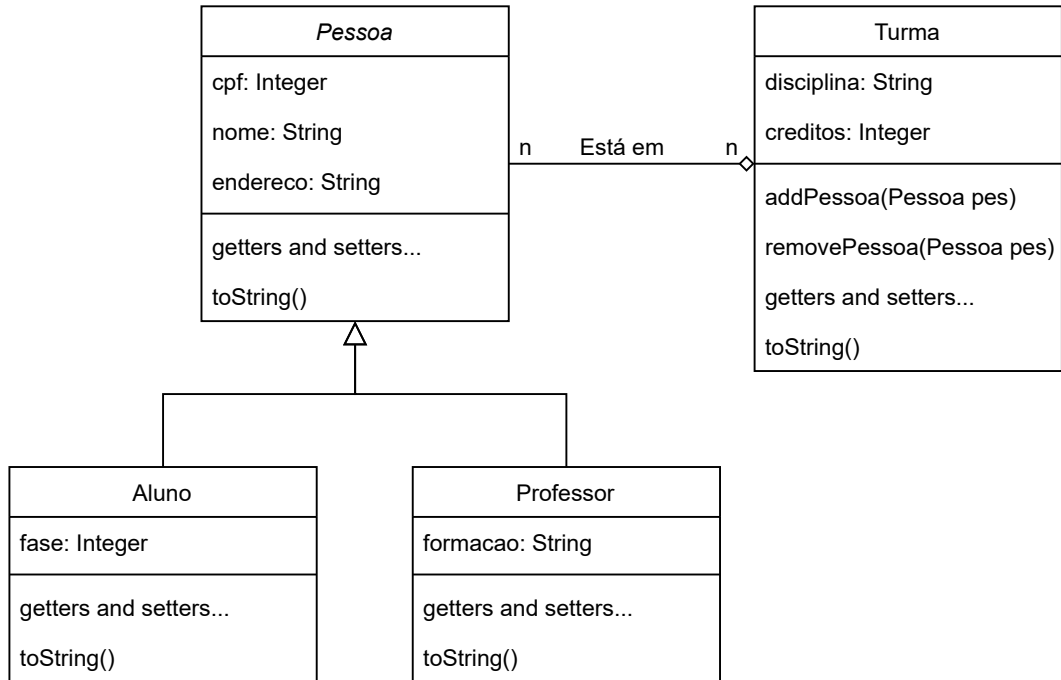 Pessoa
cpf: Integer
nome: String
endereco: String
getters and setters...
toString()
n Está em n
Turma
disciplina: String
creditos: Integer
addPessoa(Pessoa pes)
removePessoa(Pessoa pes)
getters and setters...
toString()
Aluno
fase: Integer
getters and setters...
toString()
Professor
formacao: String
getters and setters...
toString()